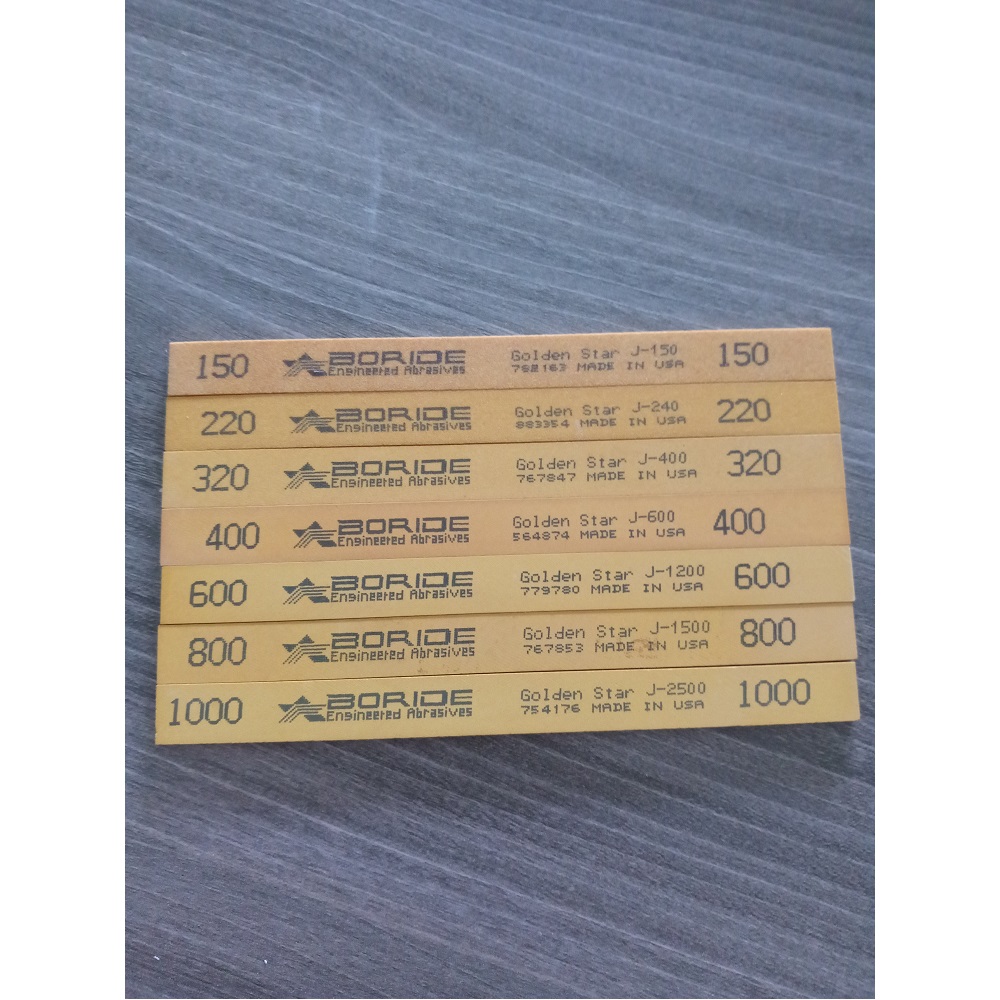 150 BORIDE Golden Star J-150 150
Engineered Abrasives 782163 MADE IN USA
220 BORIDE Golden Star J-240 220
Engineered Abrasives 883354 MADE IN USA
320 BORIDE Golden Star J-400 320
Engineered Abrasives 767847 MADE IN USA
400 BORIDE Golden Star J-600 400
Engineered Abrasives 564874 MADE IN USA
600 BORIDE Golden Star J-1200 600
Engineered Abrasives 779780 MADE IN USA
800 BORIDE Golden Star J-1500 800
Engineered Abrasives 767853 MADE IN USA
1000 BORIDE Golden Star J-2500 1000
Engineered Abrasives 754176 MADE IN USA